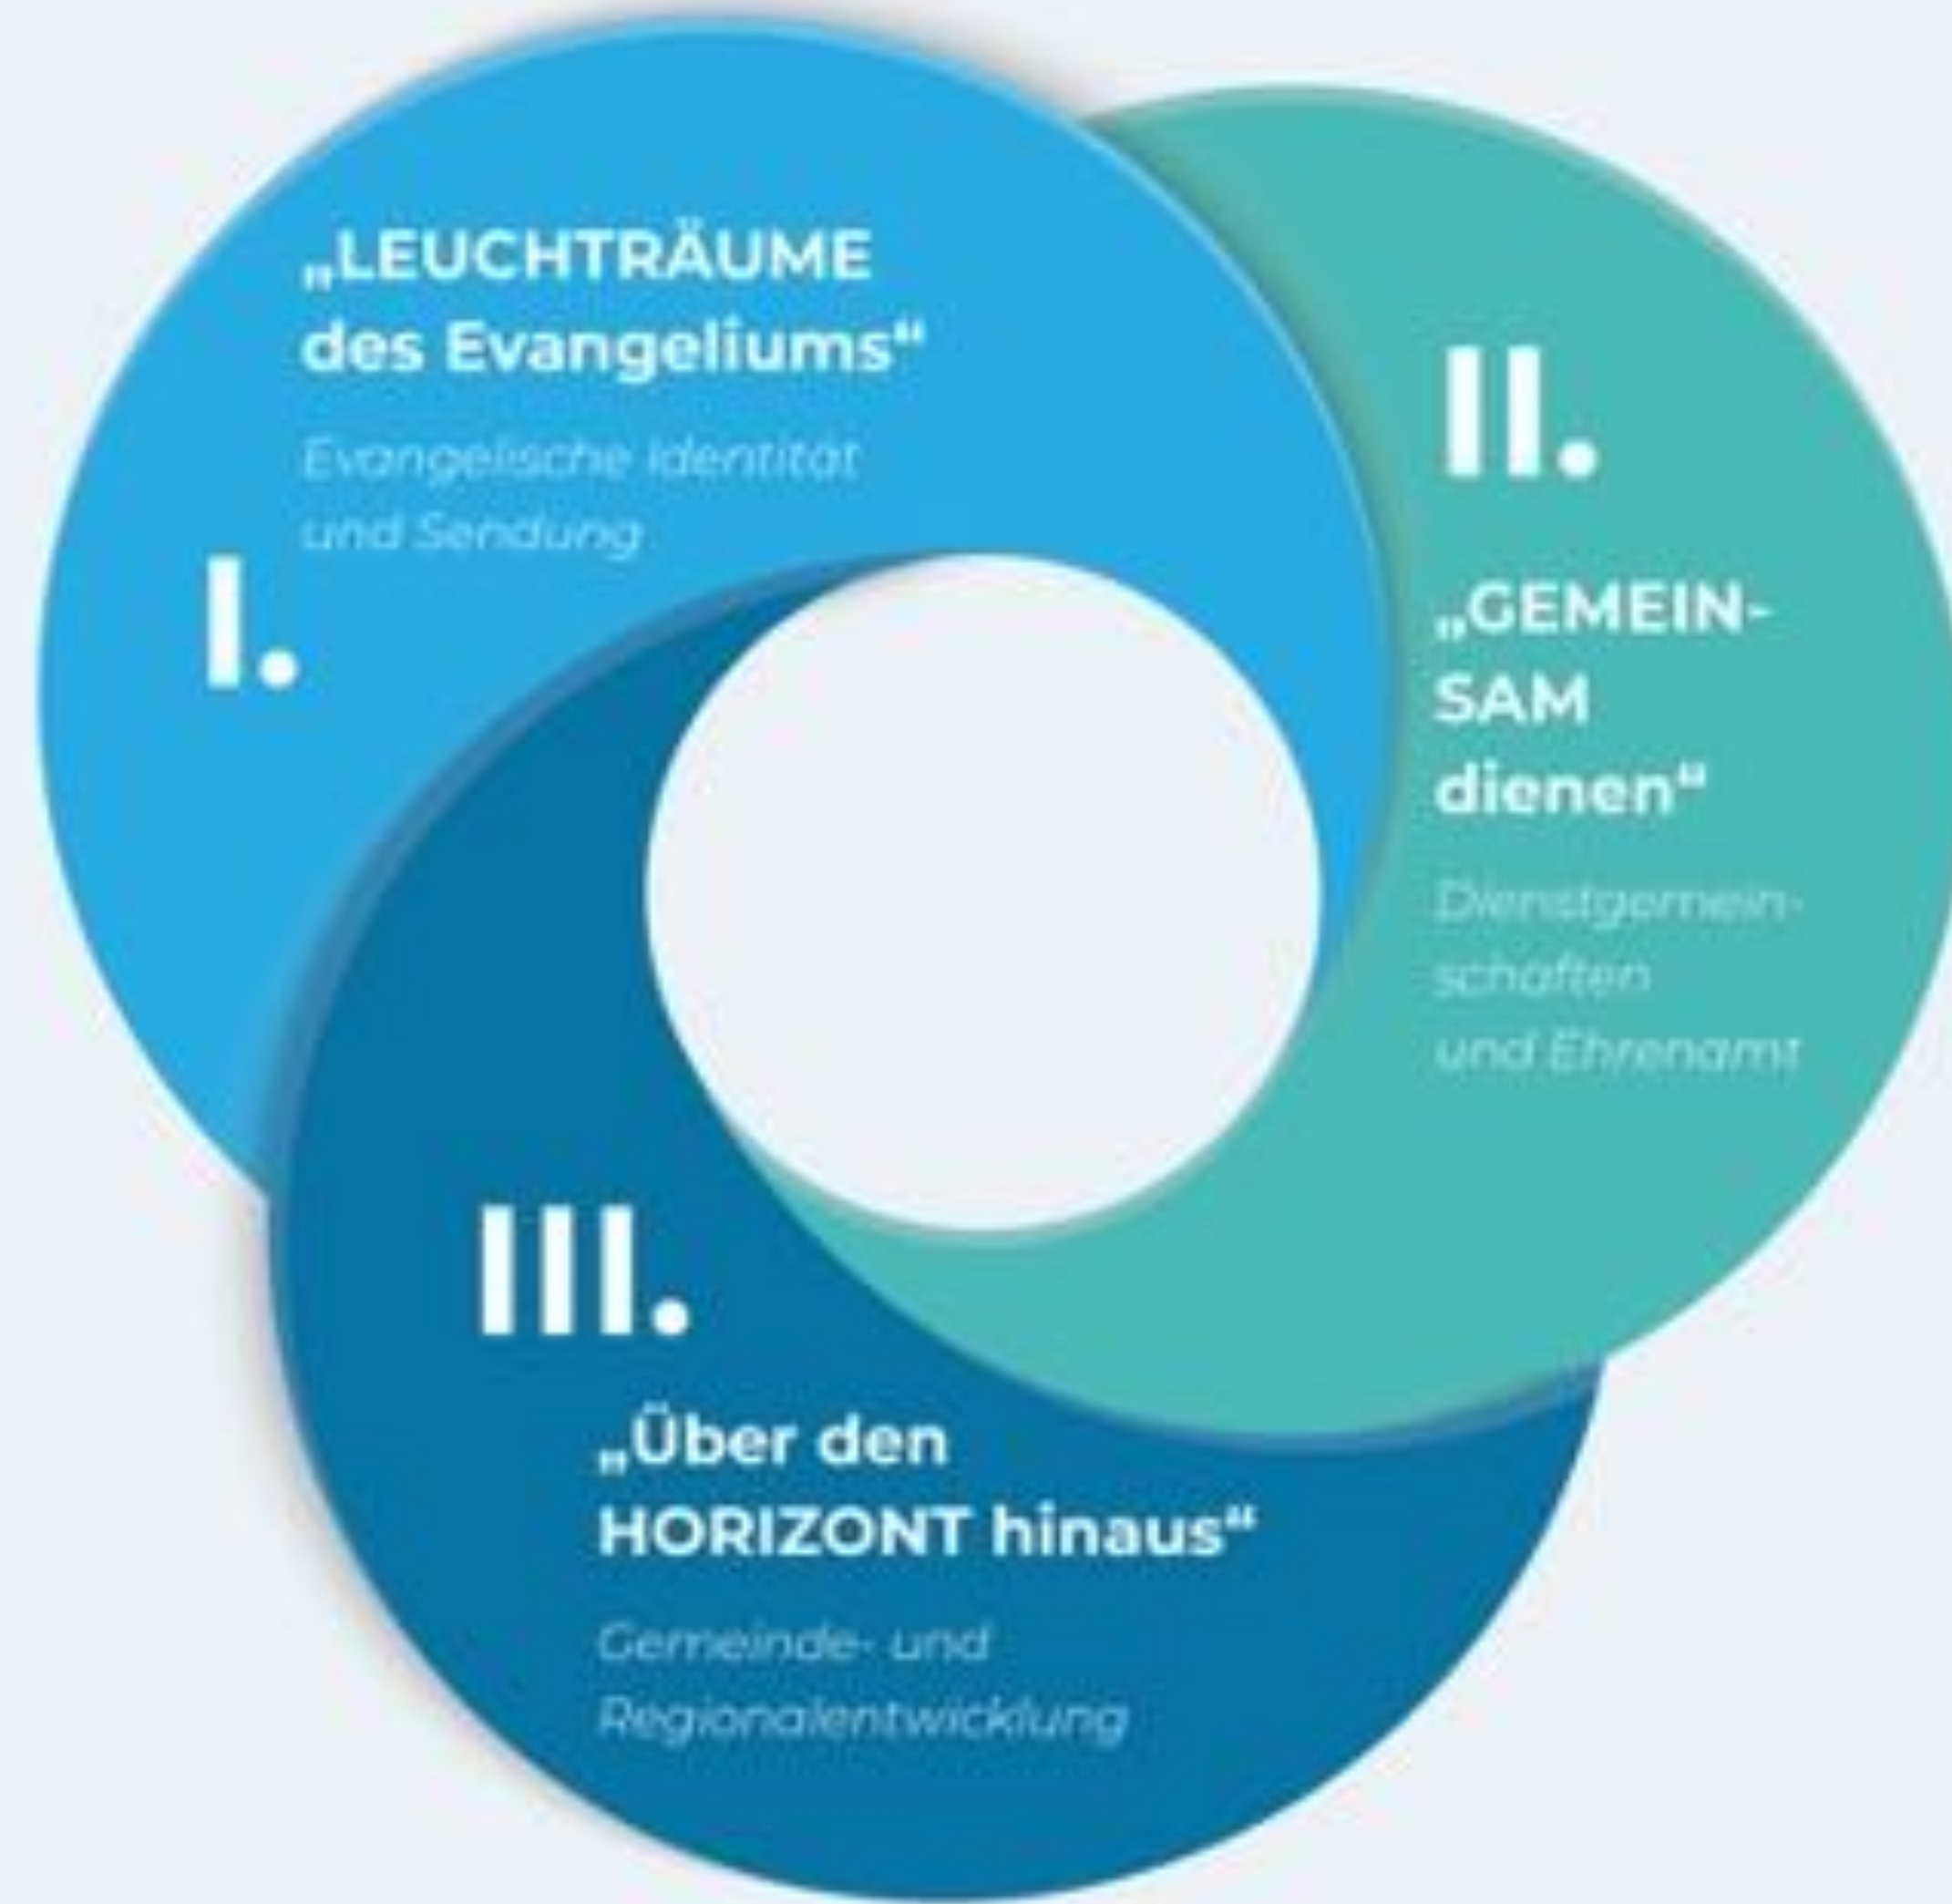 „LEUCHTRÄUME
des Evangeliums“
Evangelische Identität
und Sendung
I.
II.
„GEMEIN-
SAM
dienen“
Dienstgemein-
schaften
und Ehrenamt
III.
„Über den
HORIZONT hinaus“
Gemeinde- und
Regionalentwicklung